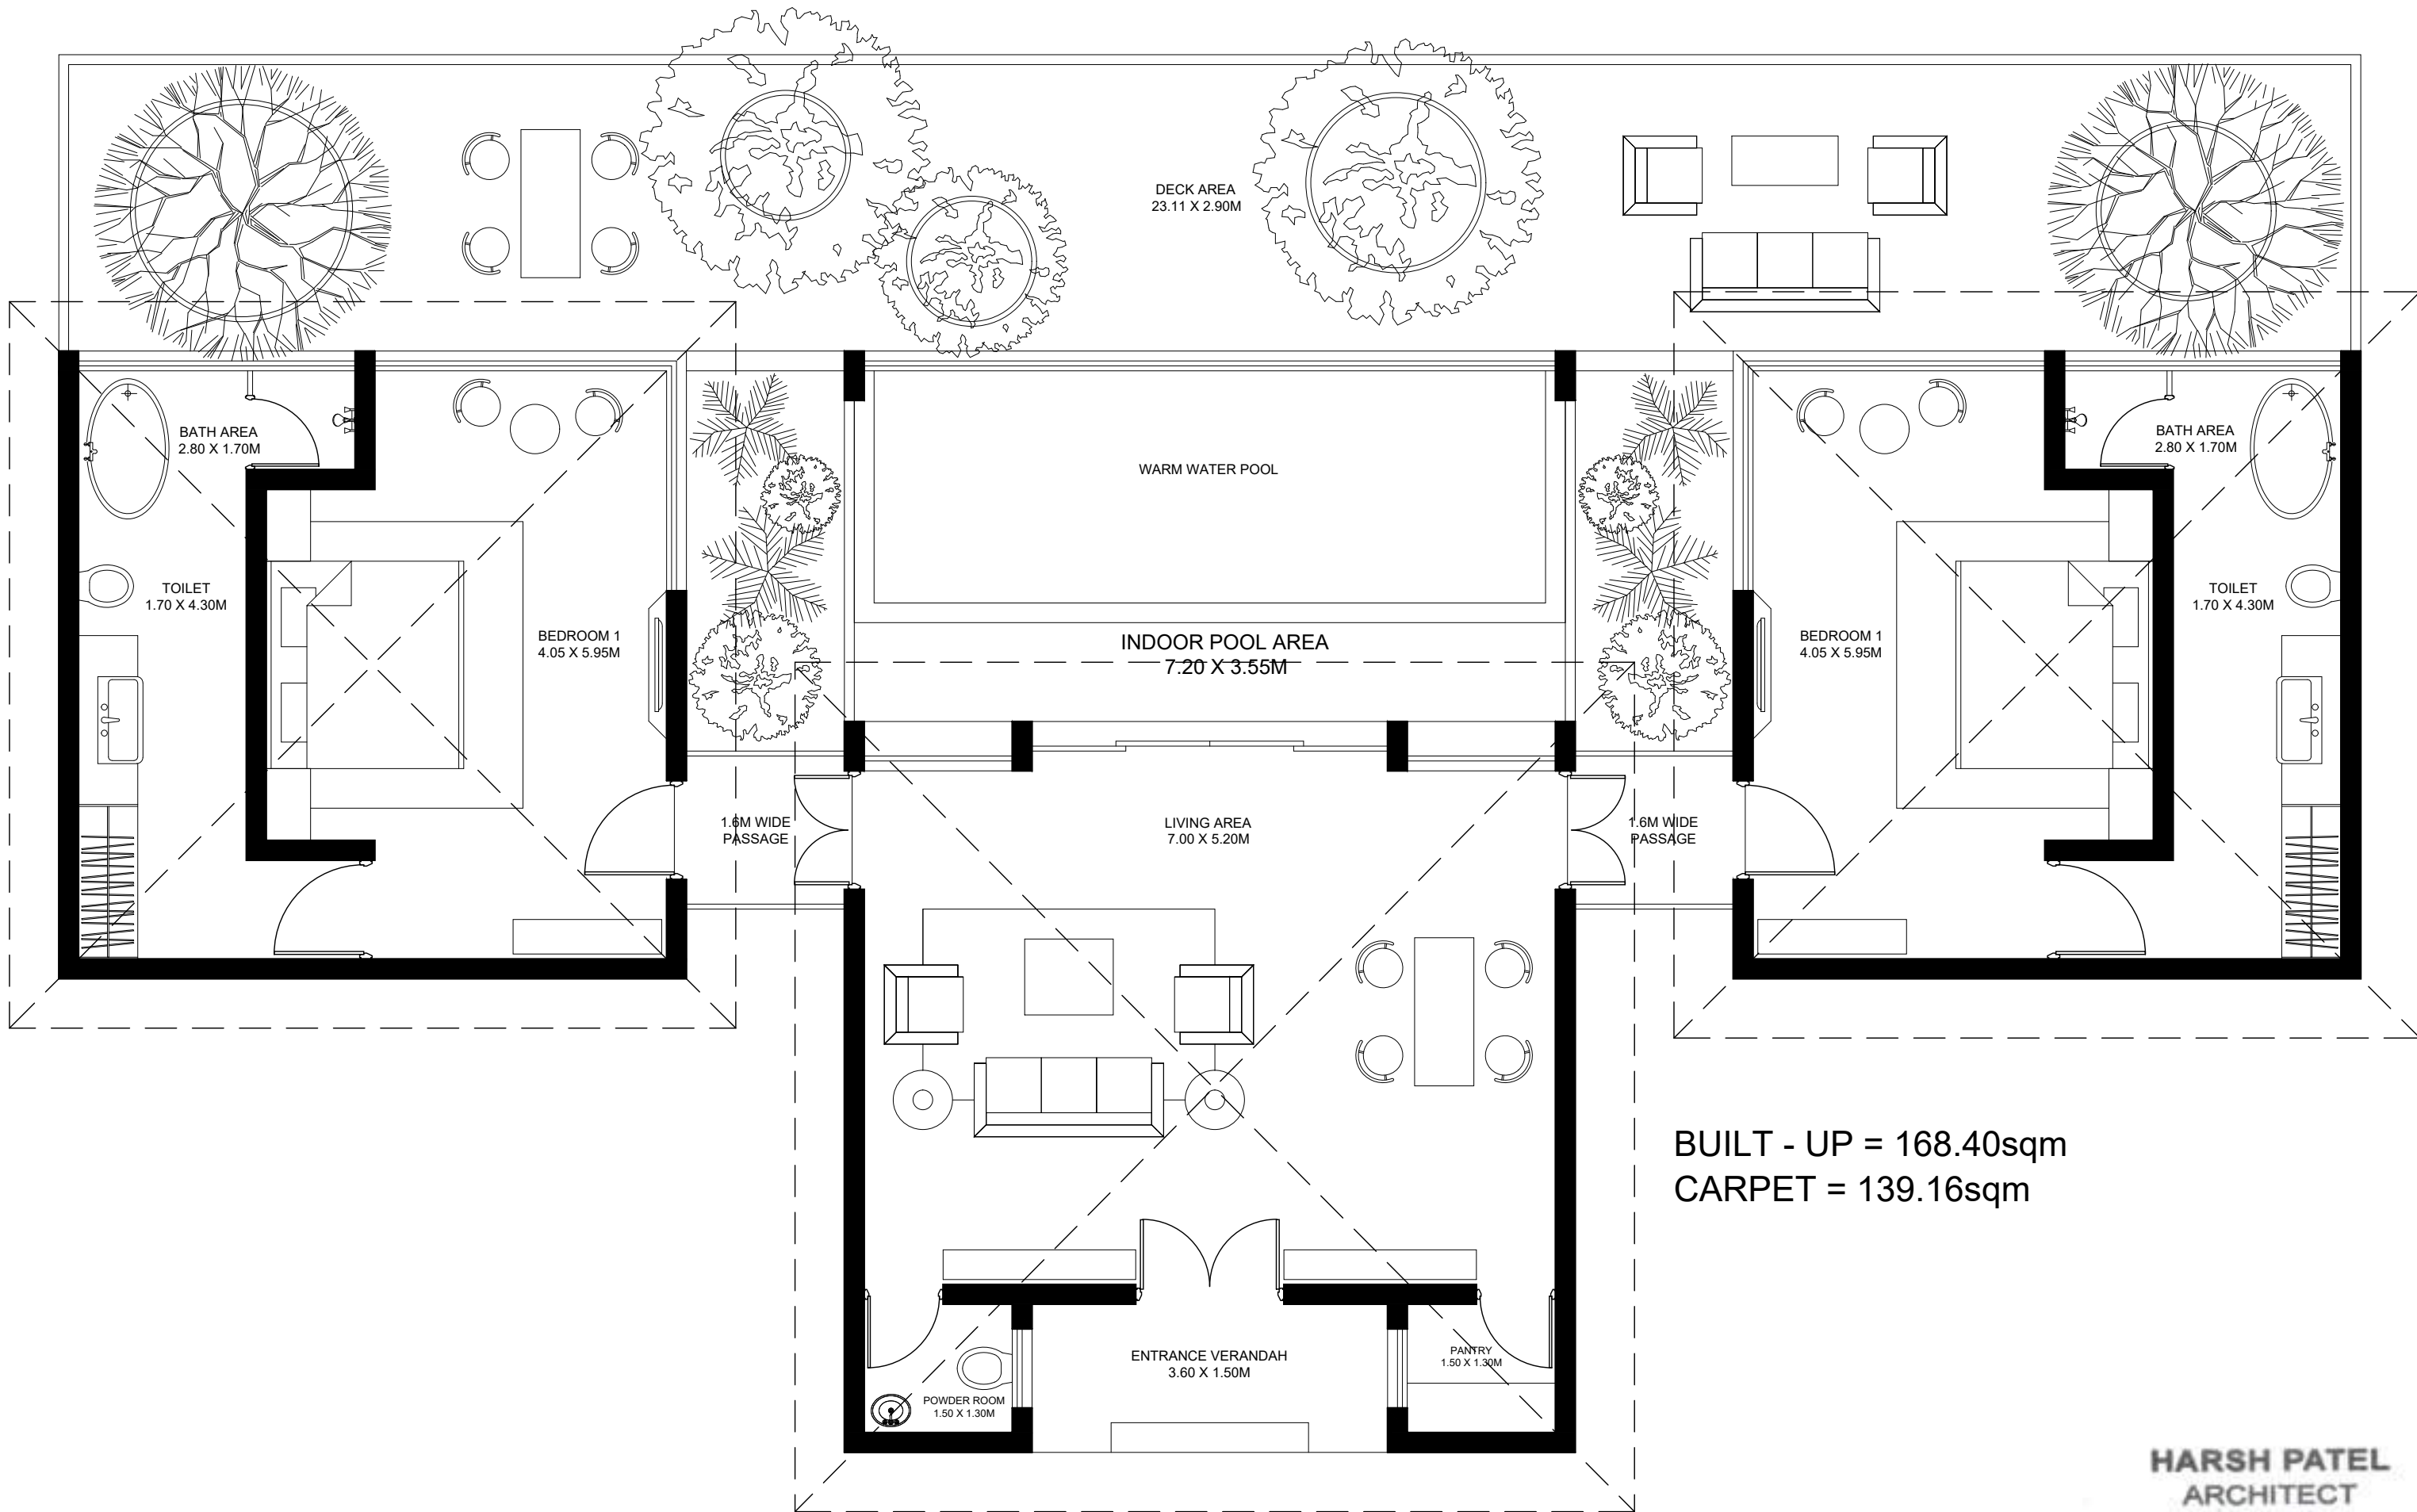 DECK AREA
23.11 X 2.90M
BATH AREA
2.80 X 1.70M
WARM WATER POOL
BATH AREA
2.80 X 1.70M
TOILET
1.70 X 4.30M
BEDROOM 1
4.05 X 5.95M
INDOOR POOL AREA
7.20 X 3.55M
BEDROOM 1
4.05 X 5.95M
TOILET
1.70 X 4.30M
1.6M WIDE
PASSAGE
LIVING AREA
7.00 X 5.20M
1.6M WIDE
PASSAGE
BUILT - UP = 168.40sqm
CARPET = 139.16sqm
ENTRANCE VERANDAH
3.60 X 1.50M
PANTRY
1.50 X 1.30M
POWDER ROOM
1.50 X 1.30M
HARSH PATEL
ARCHITECT